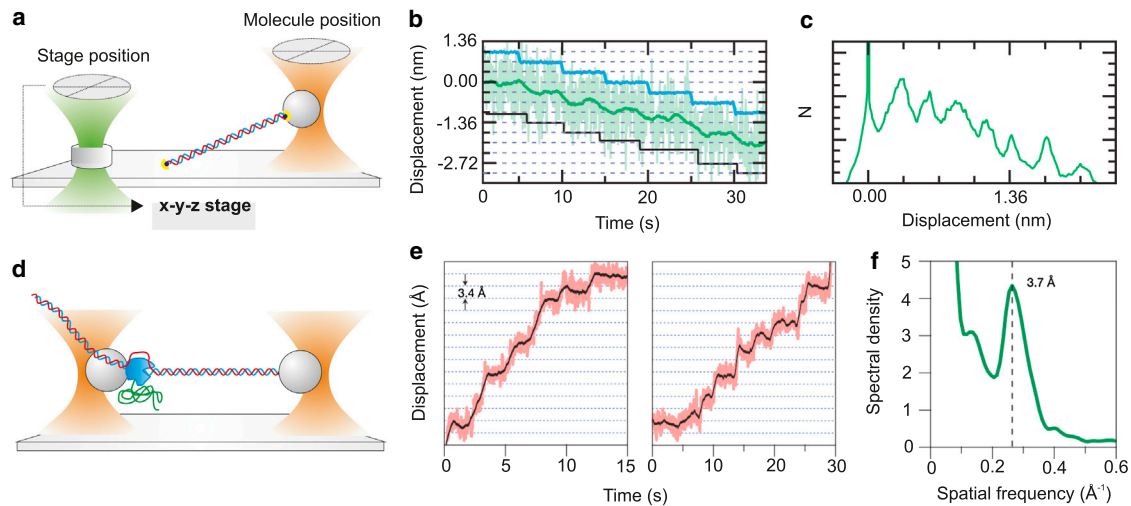 a
Molecule position
Stage position
x-y-z stage
b
Displacement (nm)
1.36
0.00
-1.36
-2.72
0 10 20 30
Time (s)
c
N
0.00 1.36
Displacement (nm)
d
e
Displacement (Å)
3.4 Å
0 5 10 15
0 10 20 30
Time (s)
f
Spectral density
5
4
3
2
1
0
3.7 Å
0 0.2 0.4 0.6
Spatial frequency (Å⁻¹)